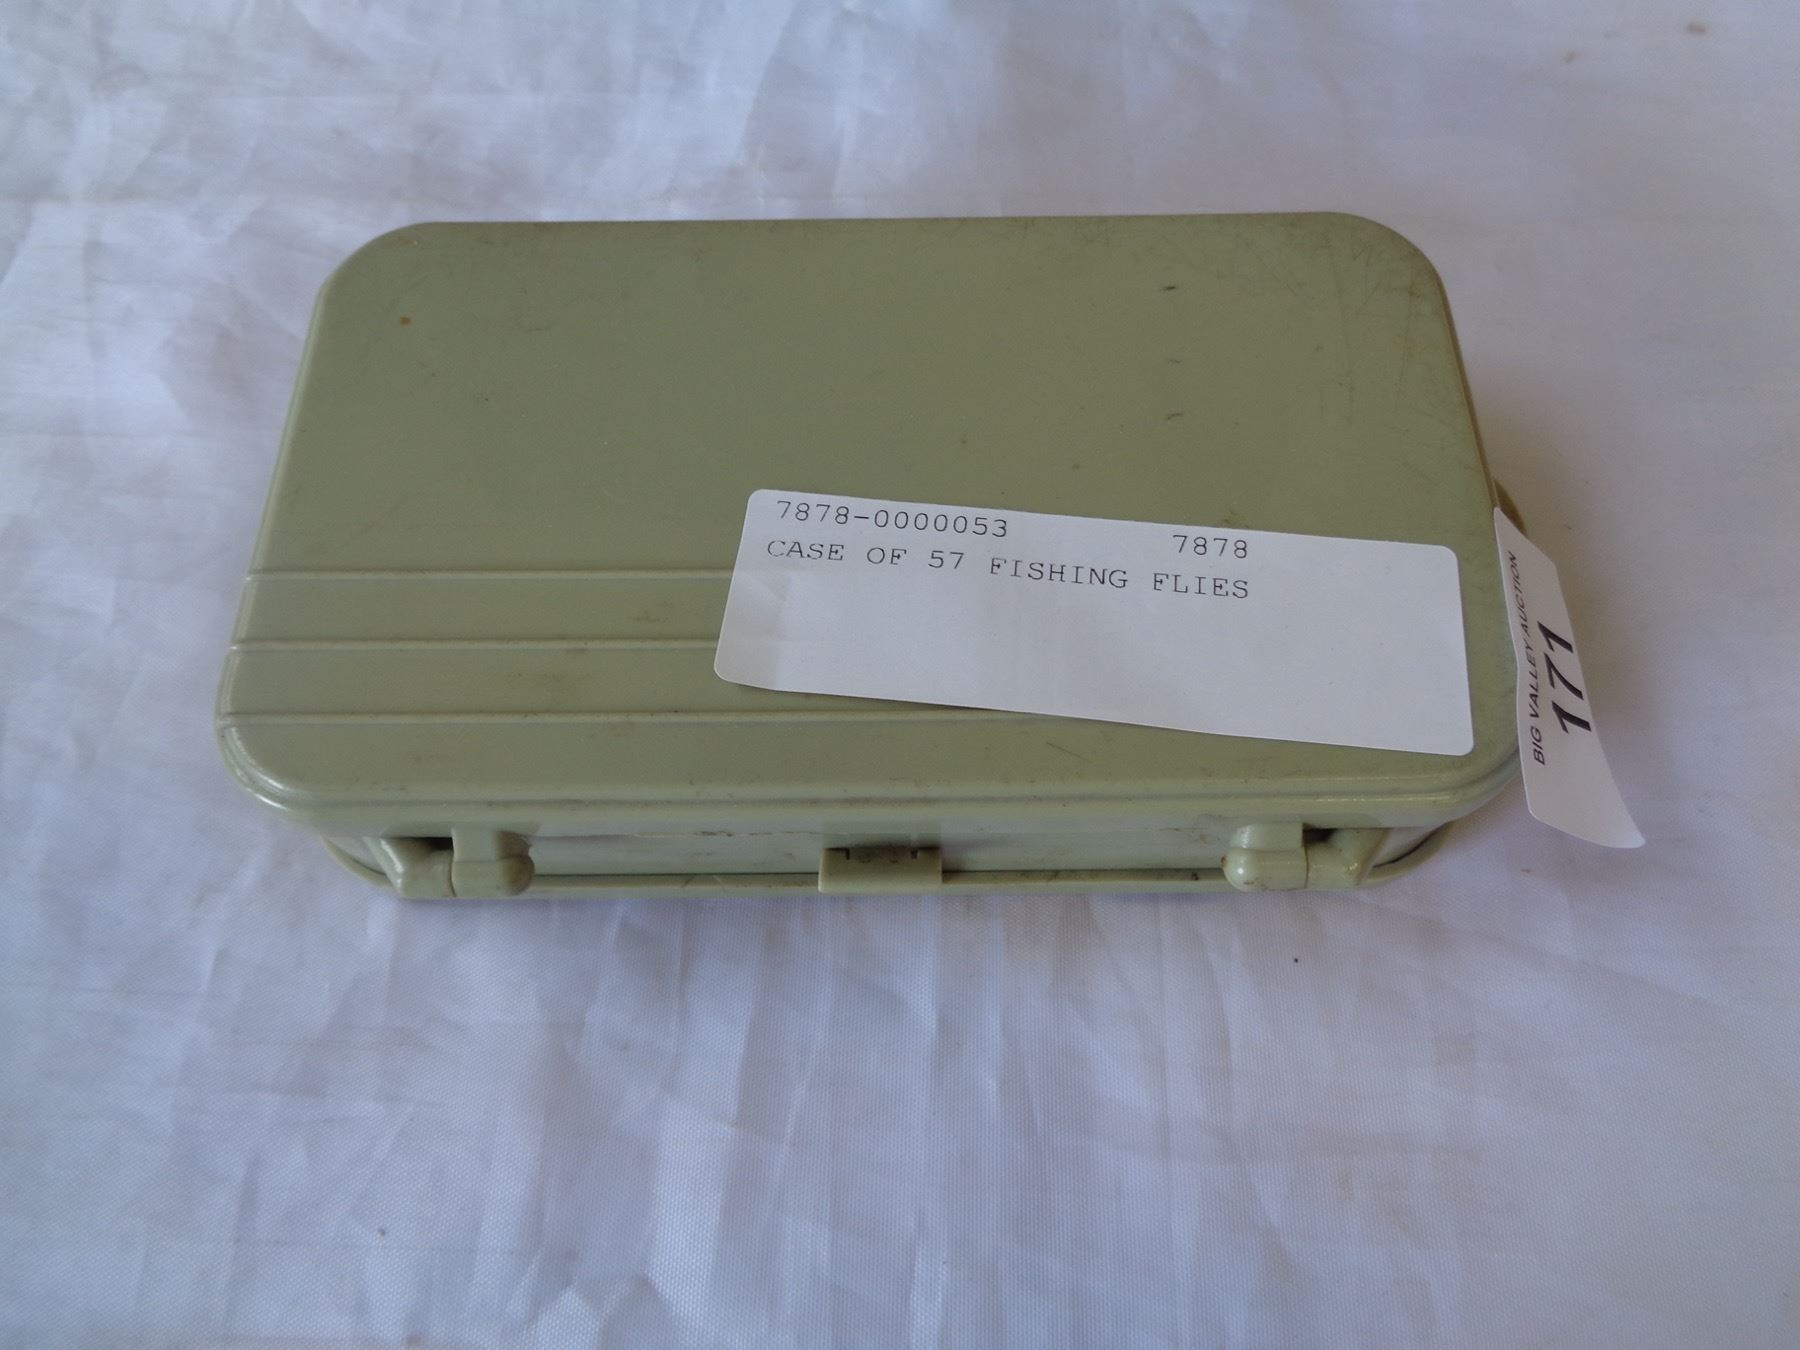 7878-0000053 7878
CASE OF 57 FISHING FLIES
BIG VALLEY AUCTION
171